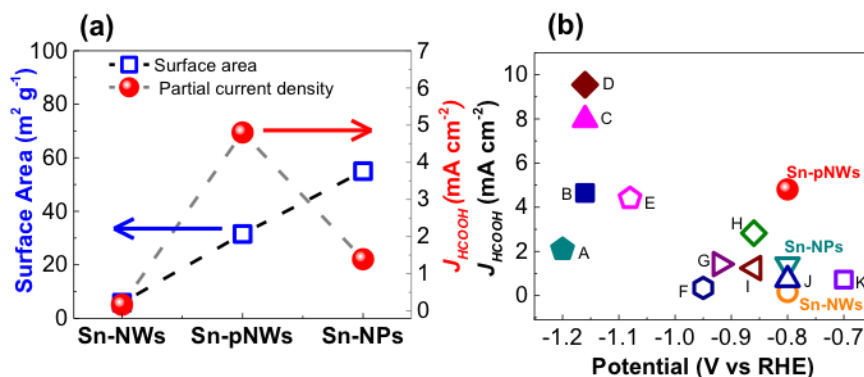 (a)
100
80
60
40
20
0
Surface Area (m² g⁻¹)
Surface area
Partial current density
7
6
5
4
3
2
1
0
J_HCOOH (mA cm⁻²)
Sn-NWs Sn-pNWs Sn-NPs
(b)
10
8
6
4
2
0
J_HCOOH (mA cm⁻²)
D
C
B
E
A
Sn-pNWs
H
Sn-NPs
G
I
J
K
F
Sn-NWs
-1.2 -1.1 -1.0 -0.9 -0.8 -0.7
Potential (V vs RHE)